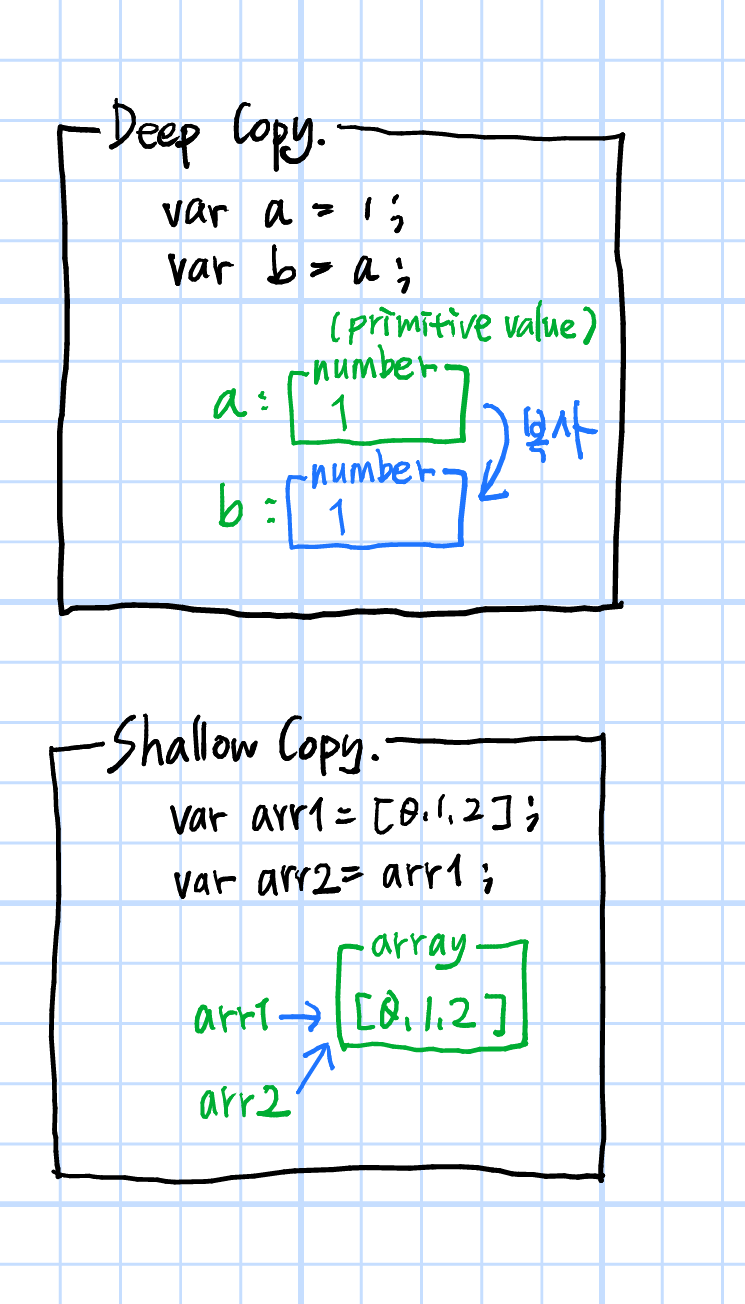 Deep Copy.
var a = 1;
var b = a;
(primitive value)
number
a: 1
복사
number
b: 1
Shallow Copy.
var arr1 = [0,1,2];
var arr2 = arr1;
array
arr1 → [0,1,2]
arr2